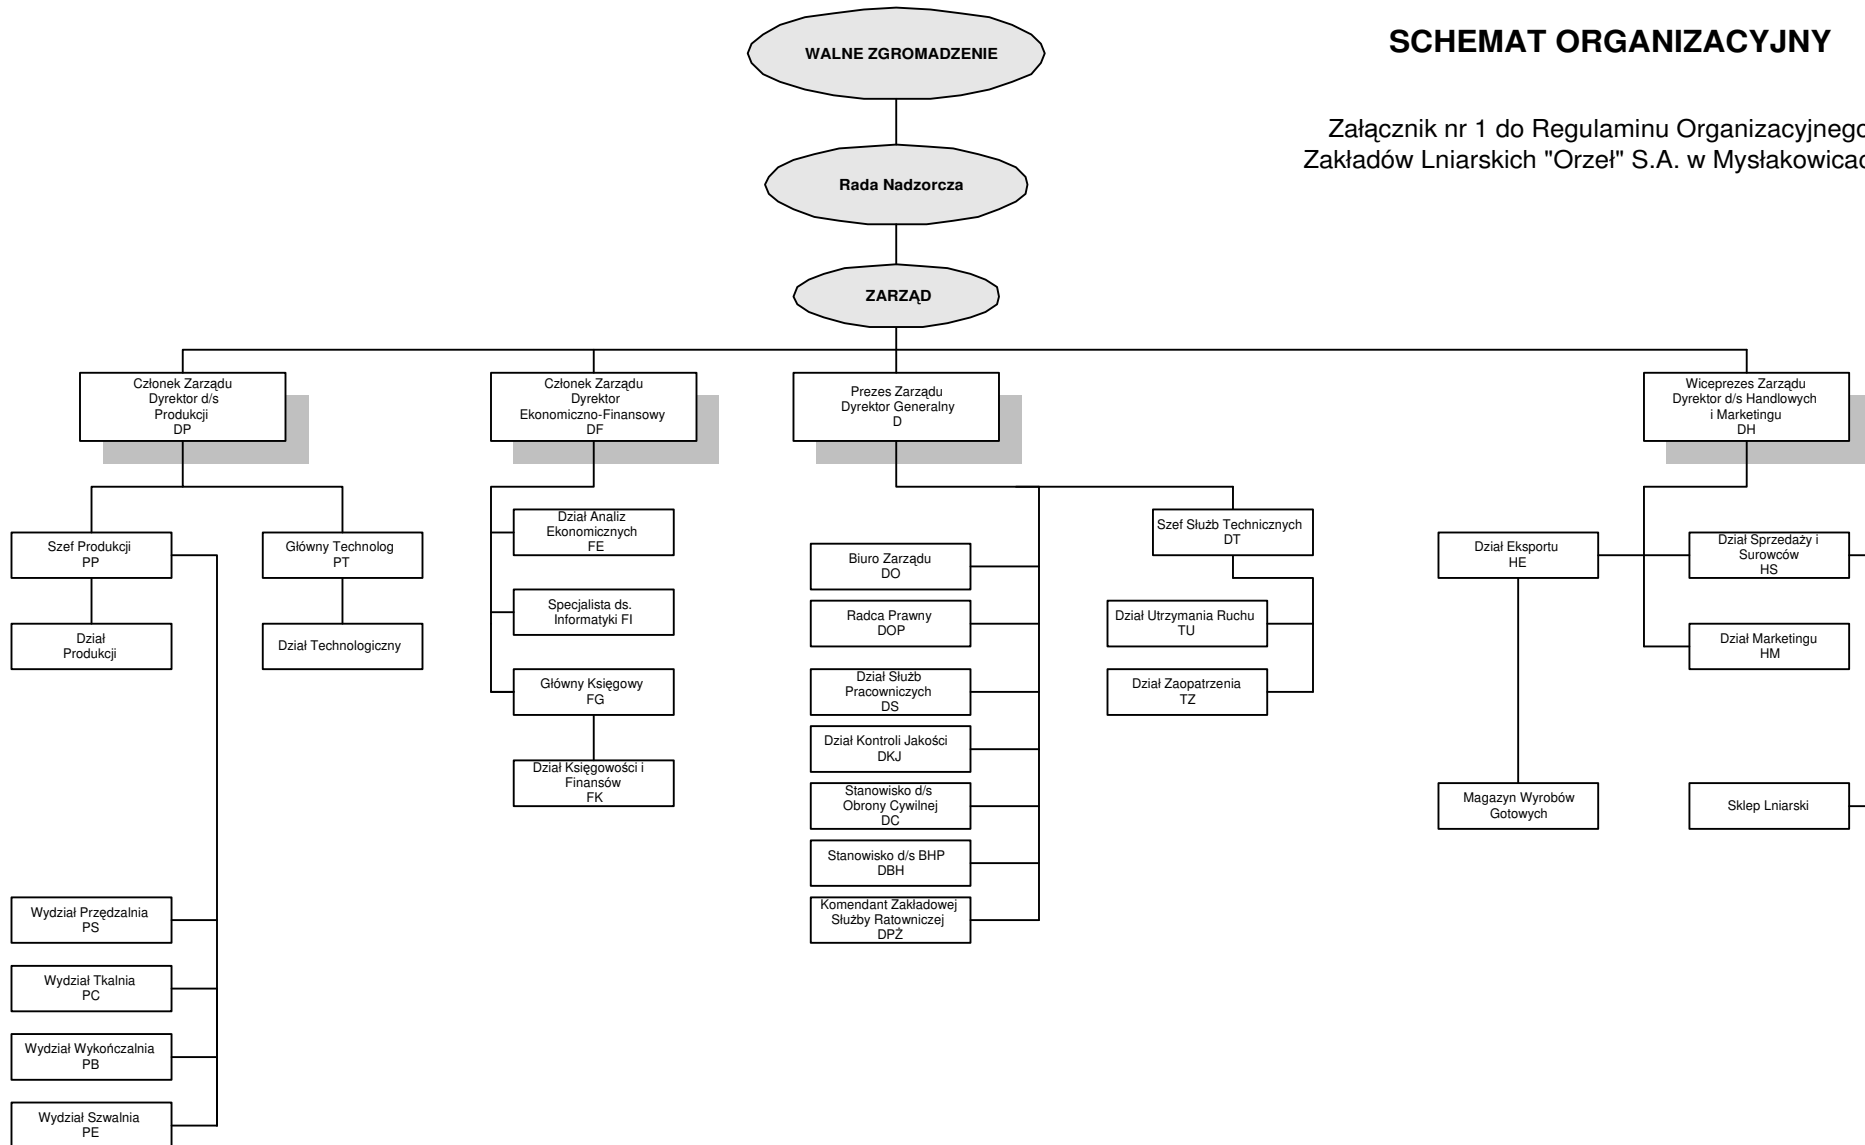 SCHEMAT ORGANIZACYJNY
Załącznik nr 1 do Regulaminu Organizacyjnego
Zakładów Lniarskich "Orzeł" S.A. w Mysłakowicac
WALNE ZGROMADZENIE
Rada Nadzorcza
ZARZĄD
Członek Zarządu
Dyrektor d/s
Produkcji
DP
Członek Zarządu
Dyrektor
Ekonomiczno-Finansowy
DF
Prezes Zarządu
Dyrektor Generalny
D
Wiceprezes Zarządu
Dyrektor d/s Handlowych
i Marketingu
DH
Szef Produkcji
PP
Główny Technolog
PT
Dział
Produkcji
Dział Technologiczny
Wydział Przędzalnia
PS
Wydział Tkalnia
PC
Wydział Wykończalnia
PB
Wydział Szwalnia
PE
Dział Analiz
Ekonomicznych
FE
Specjalista ds.
Informatyki FI
Główny Księgowy
FG
Dział Księgowości i
Finansów
FK
Biuro Zarządu
DO
Radca Prawny
DOP
Dział Służb
Pracowniczych
DS
Dział Kontroli Jakości
DKJ
Stanowisko d/s
Obrony Cywilnej
DC
Stanowisko d/s BHP
DBH
Komendant Zakładowej
Służby Ratowniczej
DPŻ
Szef Służb Technicznych
DT
Dział Utrzymania Ruchu
TU
Dział Zaopatrzenia
TZ
Dział Eksportu
HE
Dział Sprzedaży i
Surowców
HS
Dział Marketingu
HM
Magazyn Wyrobów
Gotowych
Sklep Lniarski